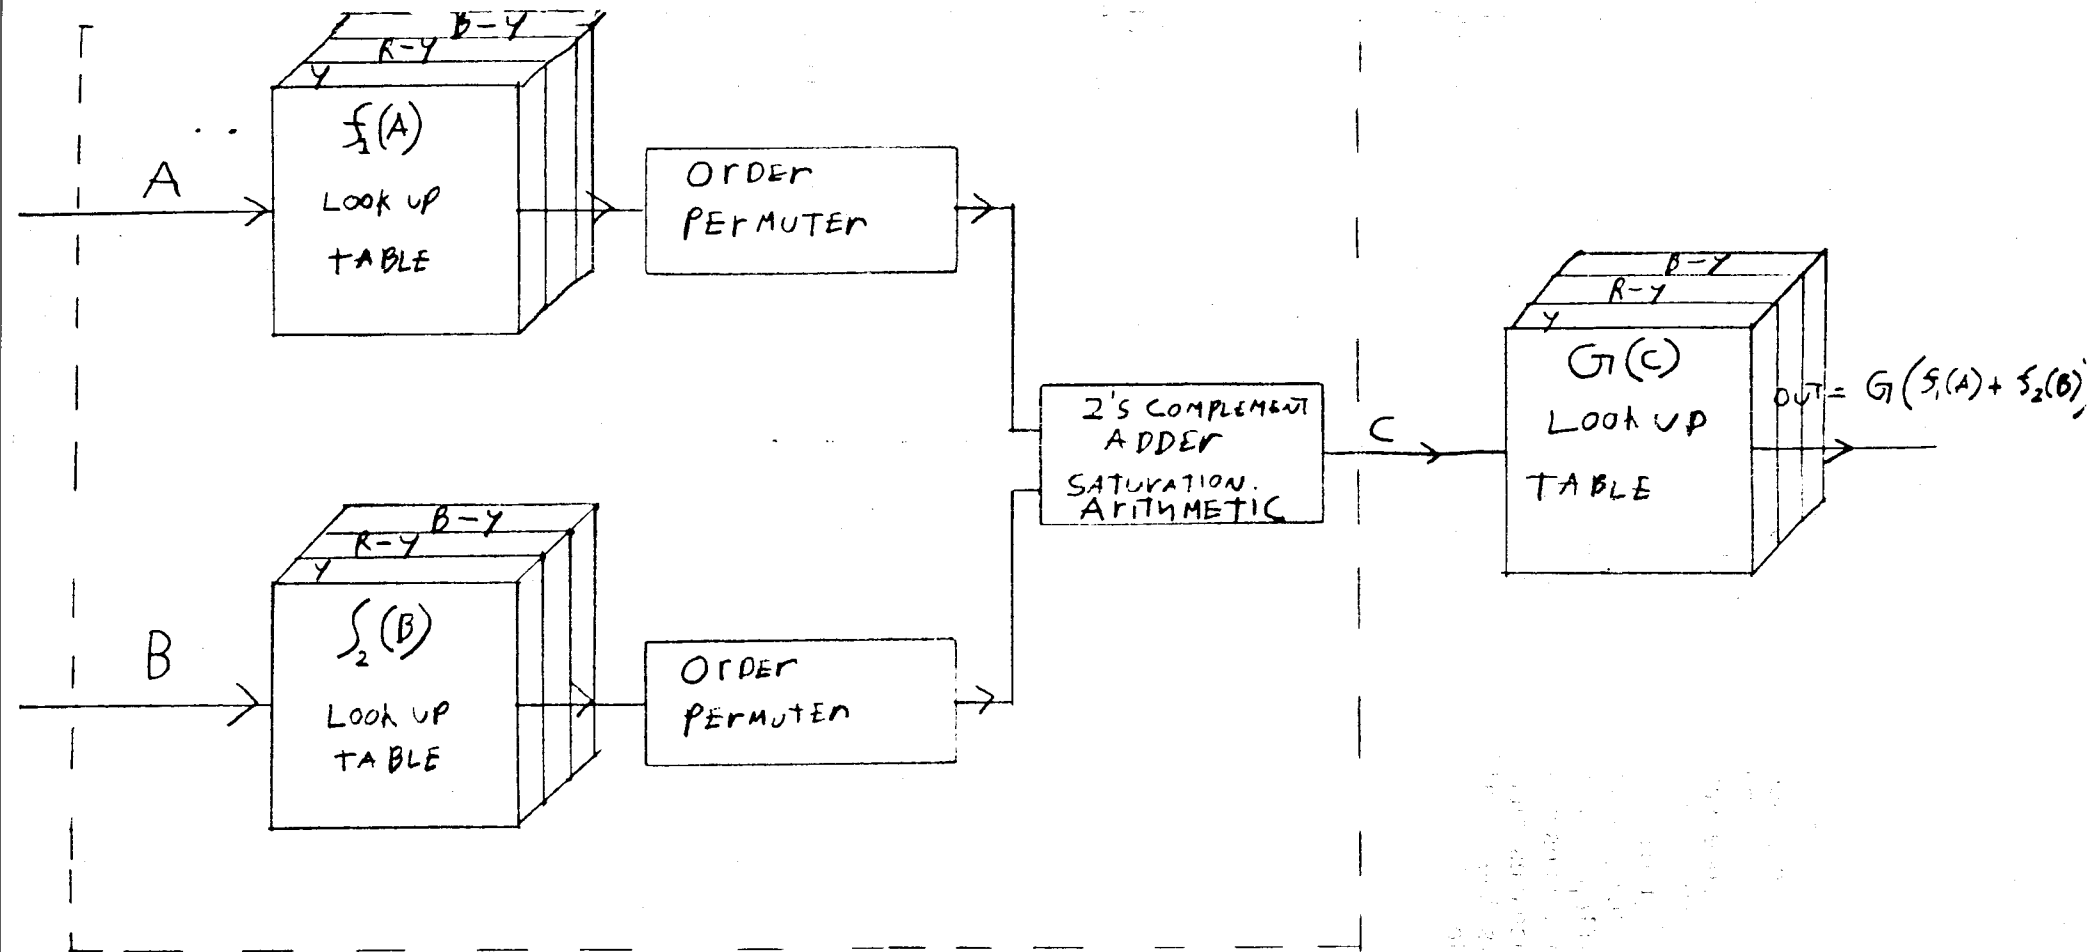 B-Y
R-Y
Y
f₁(A)
LOOK UP
TABLE
A
ORDER
PERMUTER
B-Y
R-Y
Y
G(C)
LOOK UP
TABLE
OUT = G(f₁(A) + f₂(B)
2'S COMPLEMENT
ADDER
SATURATION.
ARITHMETIC
C
B-Y
R-Y
Y
f₂(B)
LOOK UP
TABLE
B
ORDER
PERMUTER